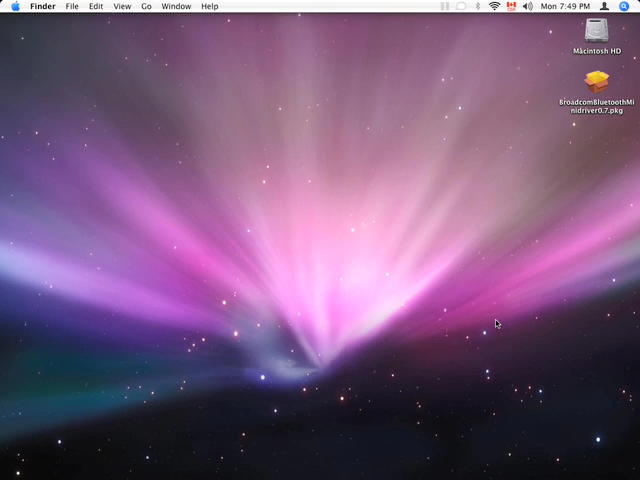 Finder File Edit View Go Window Help Mon 7:49 PM
Macintosh HD
BroadcomBluetoothMi
nidriver0.7.pkg